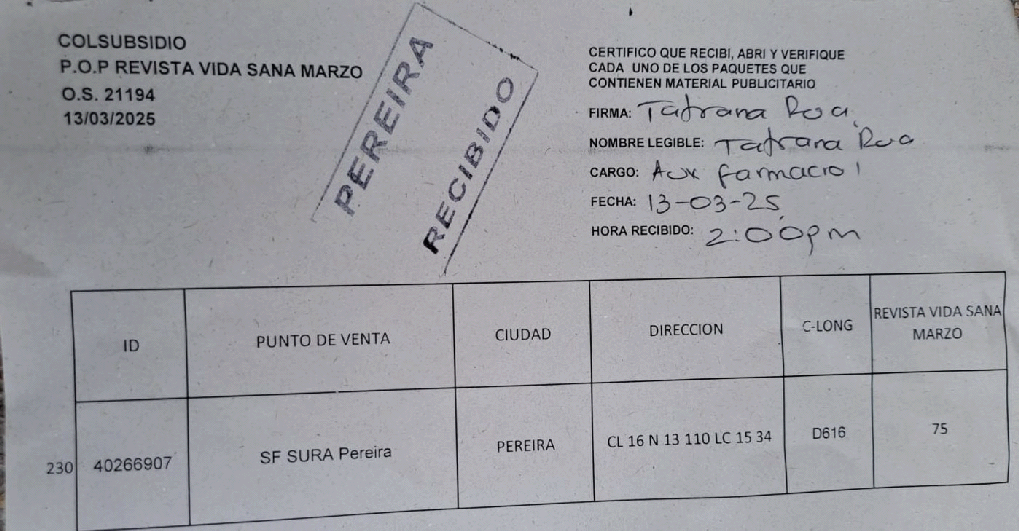 COLSUBSIDIO
P.O.P REVISTA VIDA SANA MARZO
O.S. 21194
13/03/2025
PEREIRA
RECIBIDO
CERTIFICO QUE RECIBI, ABRI Y VERIFIQUE
CADA UNO DE LOS PAQUETES QUE
CONTIENEN MATERIAL PUBLICITARIO
FIRMA: Tatiana Roa
NOMBRE LEGIBLE: Tatiana Roa
CARGO: Aux farmacia
FECHA: 13-03-25
HORA RECIBIDO: 2:00pm
ID PUNTO DE VENTA CIUDAD DIRECCION C-LONG REVISTA VIDA SANA MARZO
230 40266907 SF SURA Pereira PEREIRA CL 16 N 13 110 LC 15 34 D616 75